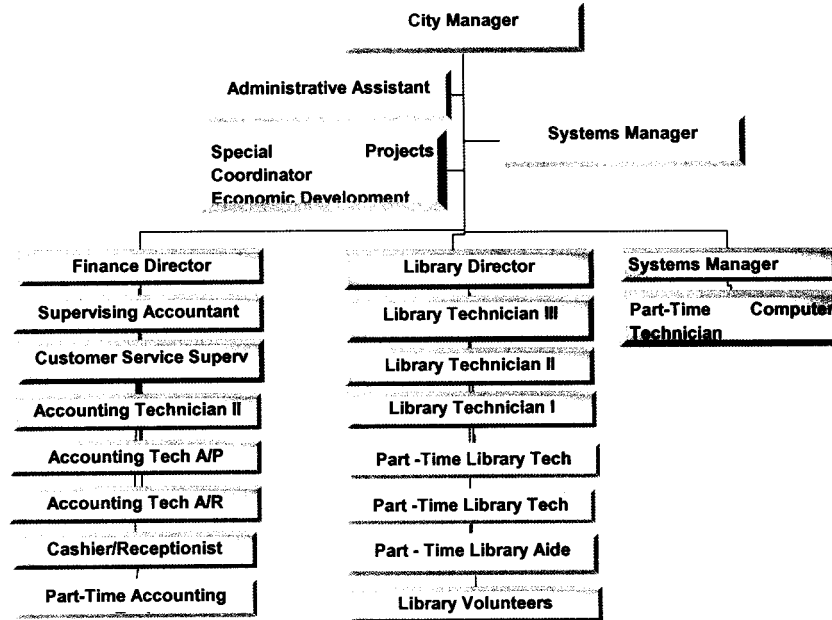 City Manager
Administrative Assistant
Systems Manager
Special Projects
Coordinator
Economic Development
Finance Director
Supervising Accountant
Customer Service Superv
Accounting Technician II
Accounting Tech A/P
Accounting Tech A/R
Cashier/Receptionist
Part-Time Accounting
Library Director
Library Technician III
Library Technician II
Library Technician I
Part -Time Library Tech
Part -Time Library Tech
Part - Time Library Aide
Library Volunteers
Systems Manager
Part-Time Computer
Technician